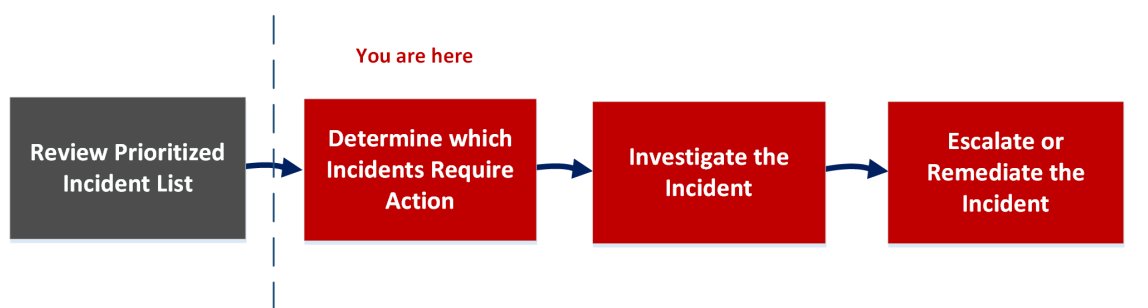 You are here
Review Prioritized
Incident List
Determine which
Incidents Require
Action
Investigate the
Incident
Escalate or
Remediate the
Incident